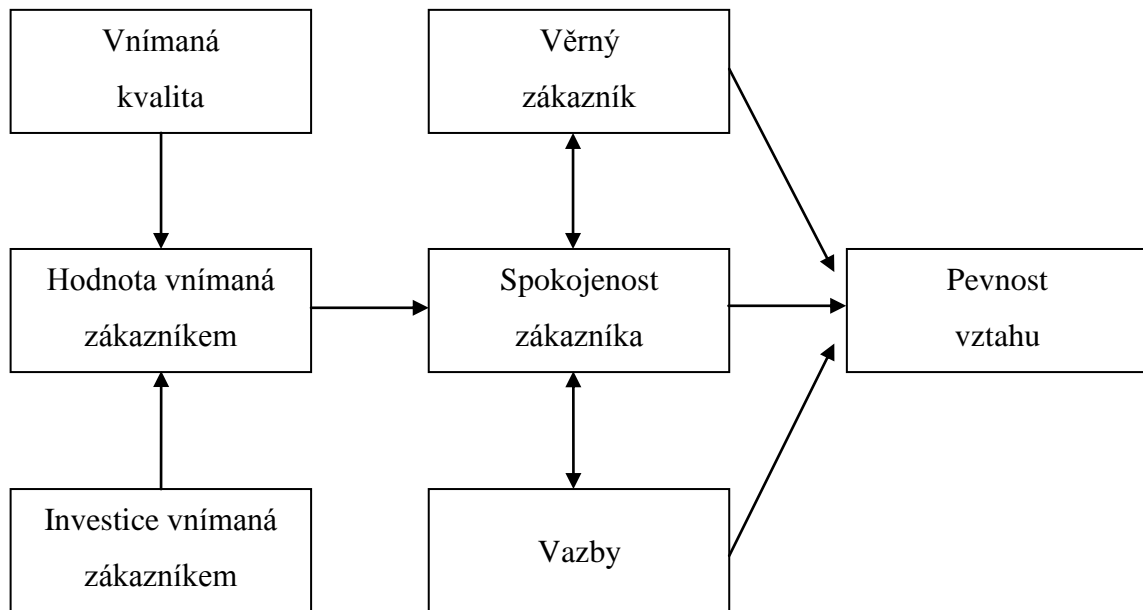 Vnímaná
kvalita
Věrný
zákazník
Hodnota vnímaná
zákazníkem
Spokojenost
zákazníka
Pevnost
vztahu
Investice vnímaná
zákazníkem
Vazby